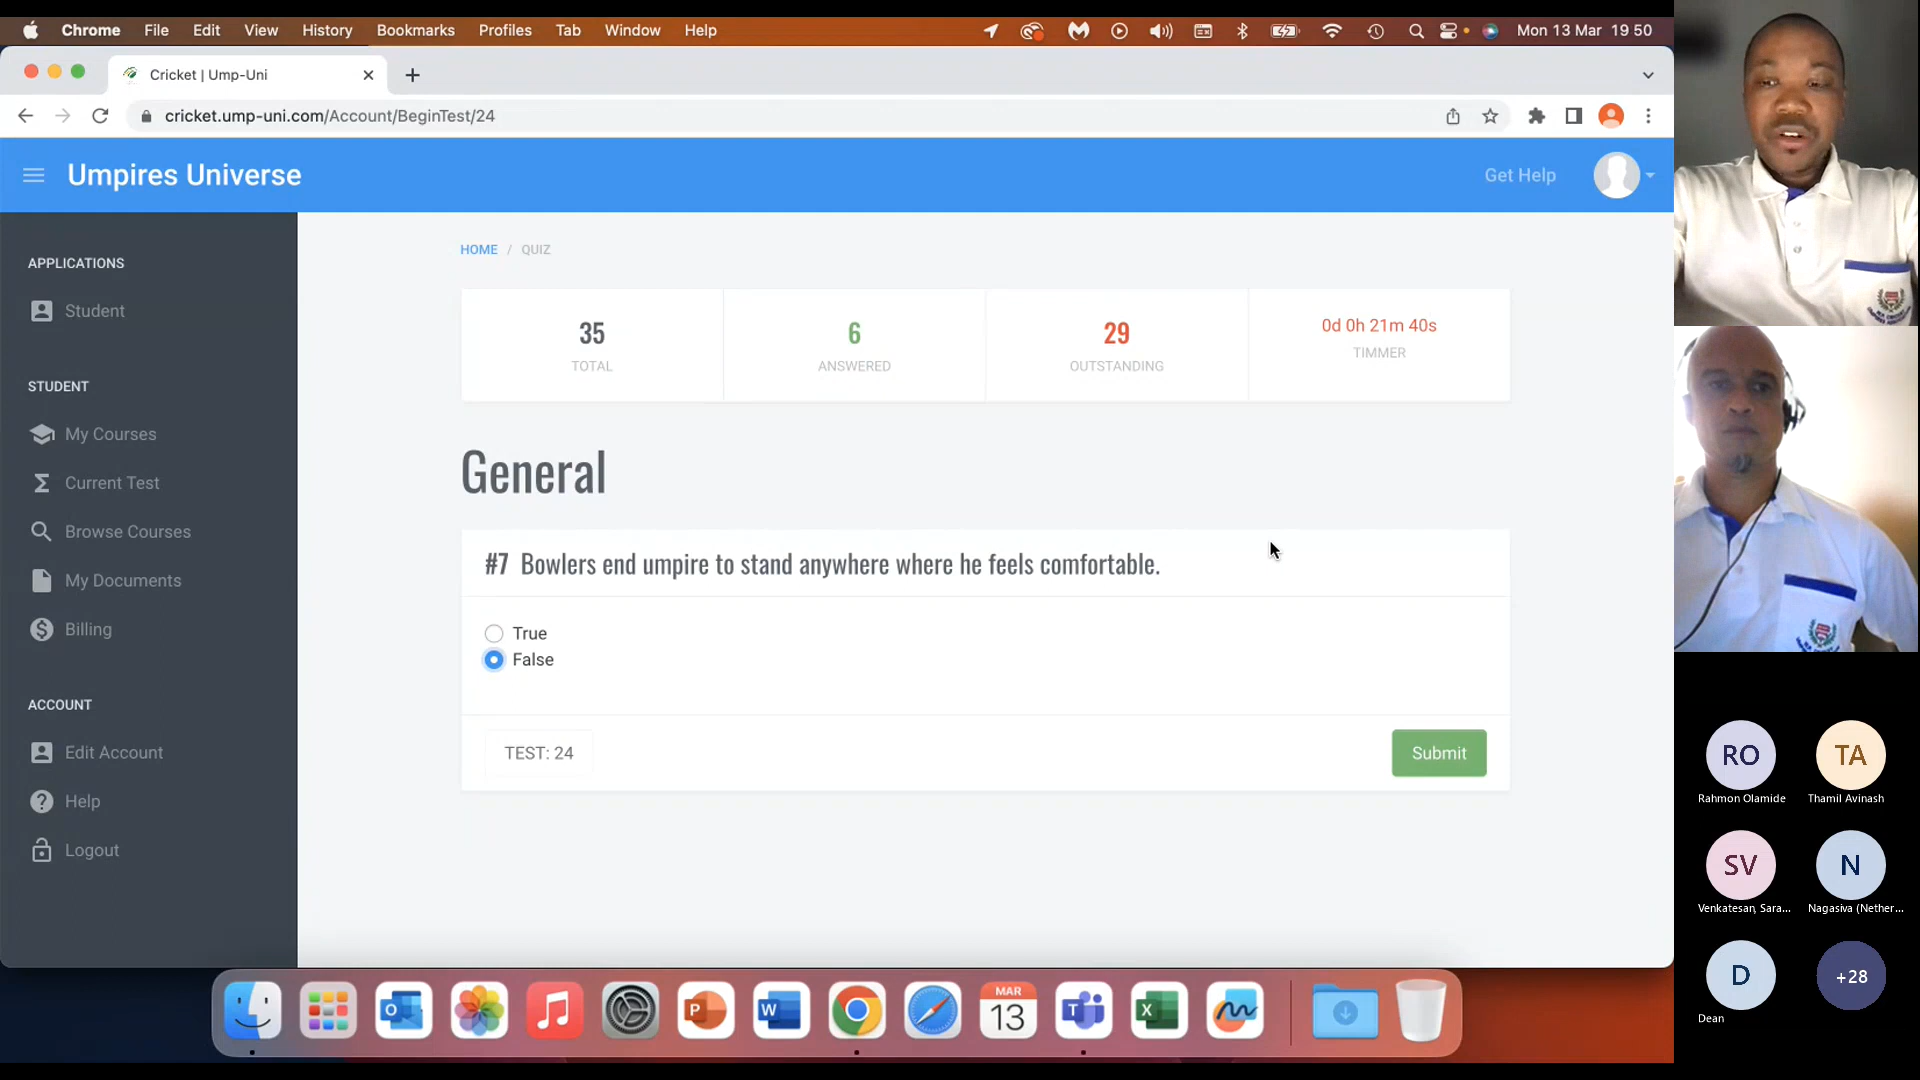 Chrome File Edit View History Bookmarks Profiles Tab Window Help
Mon 13 Mar 19 50
Cricket | Ump-Uni
cricket.ump-uni.com/Account/BeginTest/24
Umpires Universe
Get Help
APPLICATIONS
Student
STUDENT
My Courses
Current Test
Browse Courses
My Documents
Billing
ACCOUNT
Edit Account
Help
Logout
HOME / QUIZ
35
TOTAL
6
ANSWERED
29
OUTSTANDING
0d 0h 21m 40s
TIMMER
General
#7 Bowlers end umpire to stand anywhere where he feels comfortable.
True
False
TEST: 24
Submit
MAR
13
P
W
X
RO
Rahmon Olamide
TA
Thamil Avinash
SV
Venkatesan, Sara...
N
Nagasiva (Nether...
D
Dean
+28